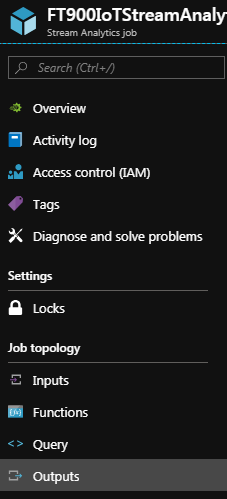 FT900IoTStreamAnaly
Stream Analytics job
Search (Ctrl+/)
Overview
Activity log
Access control (IAM)
Tags
Diagnose and solve problems
Settings
Locks
Job topology
Inputs
Functions
Query
Outputs